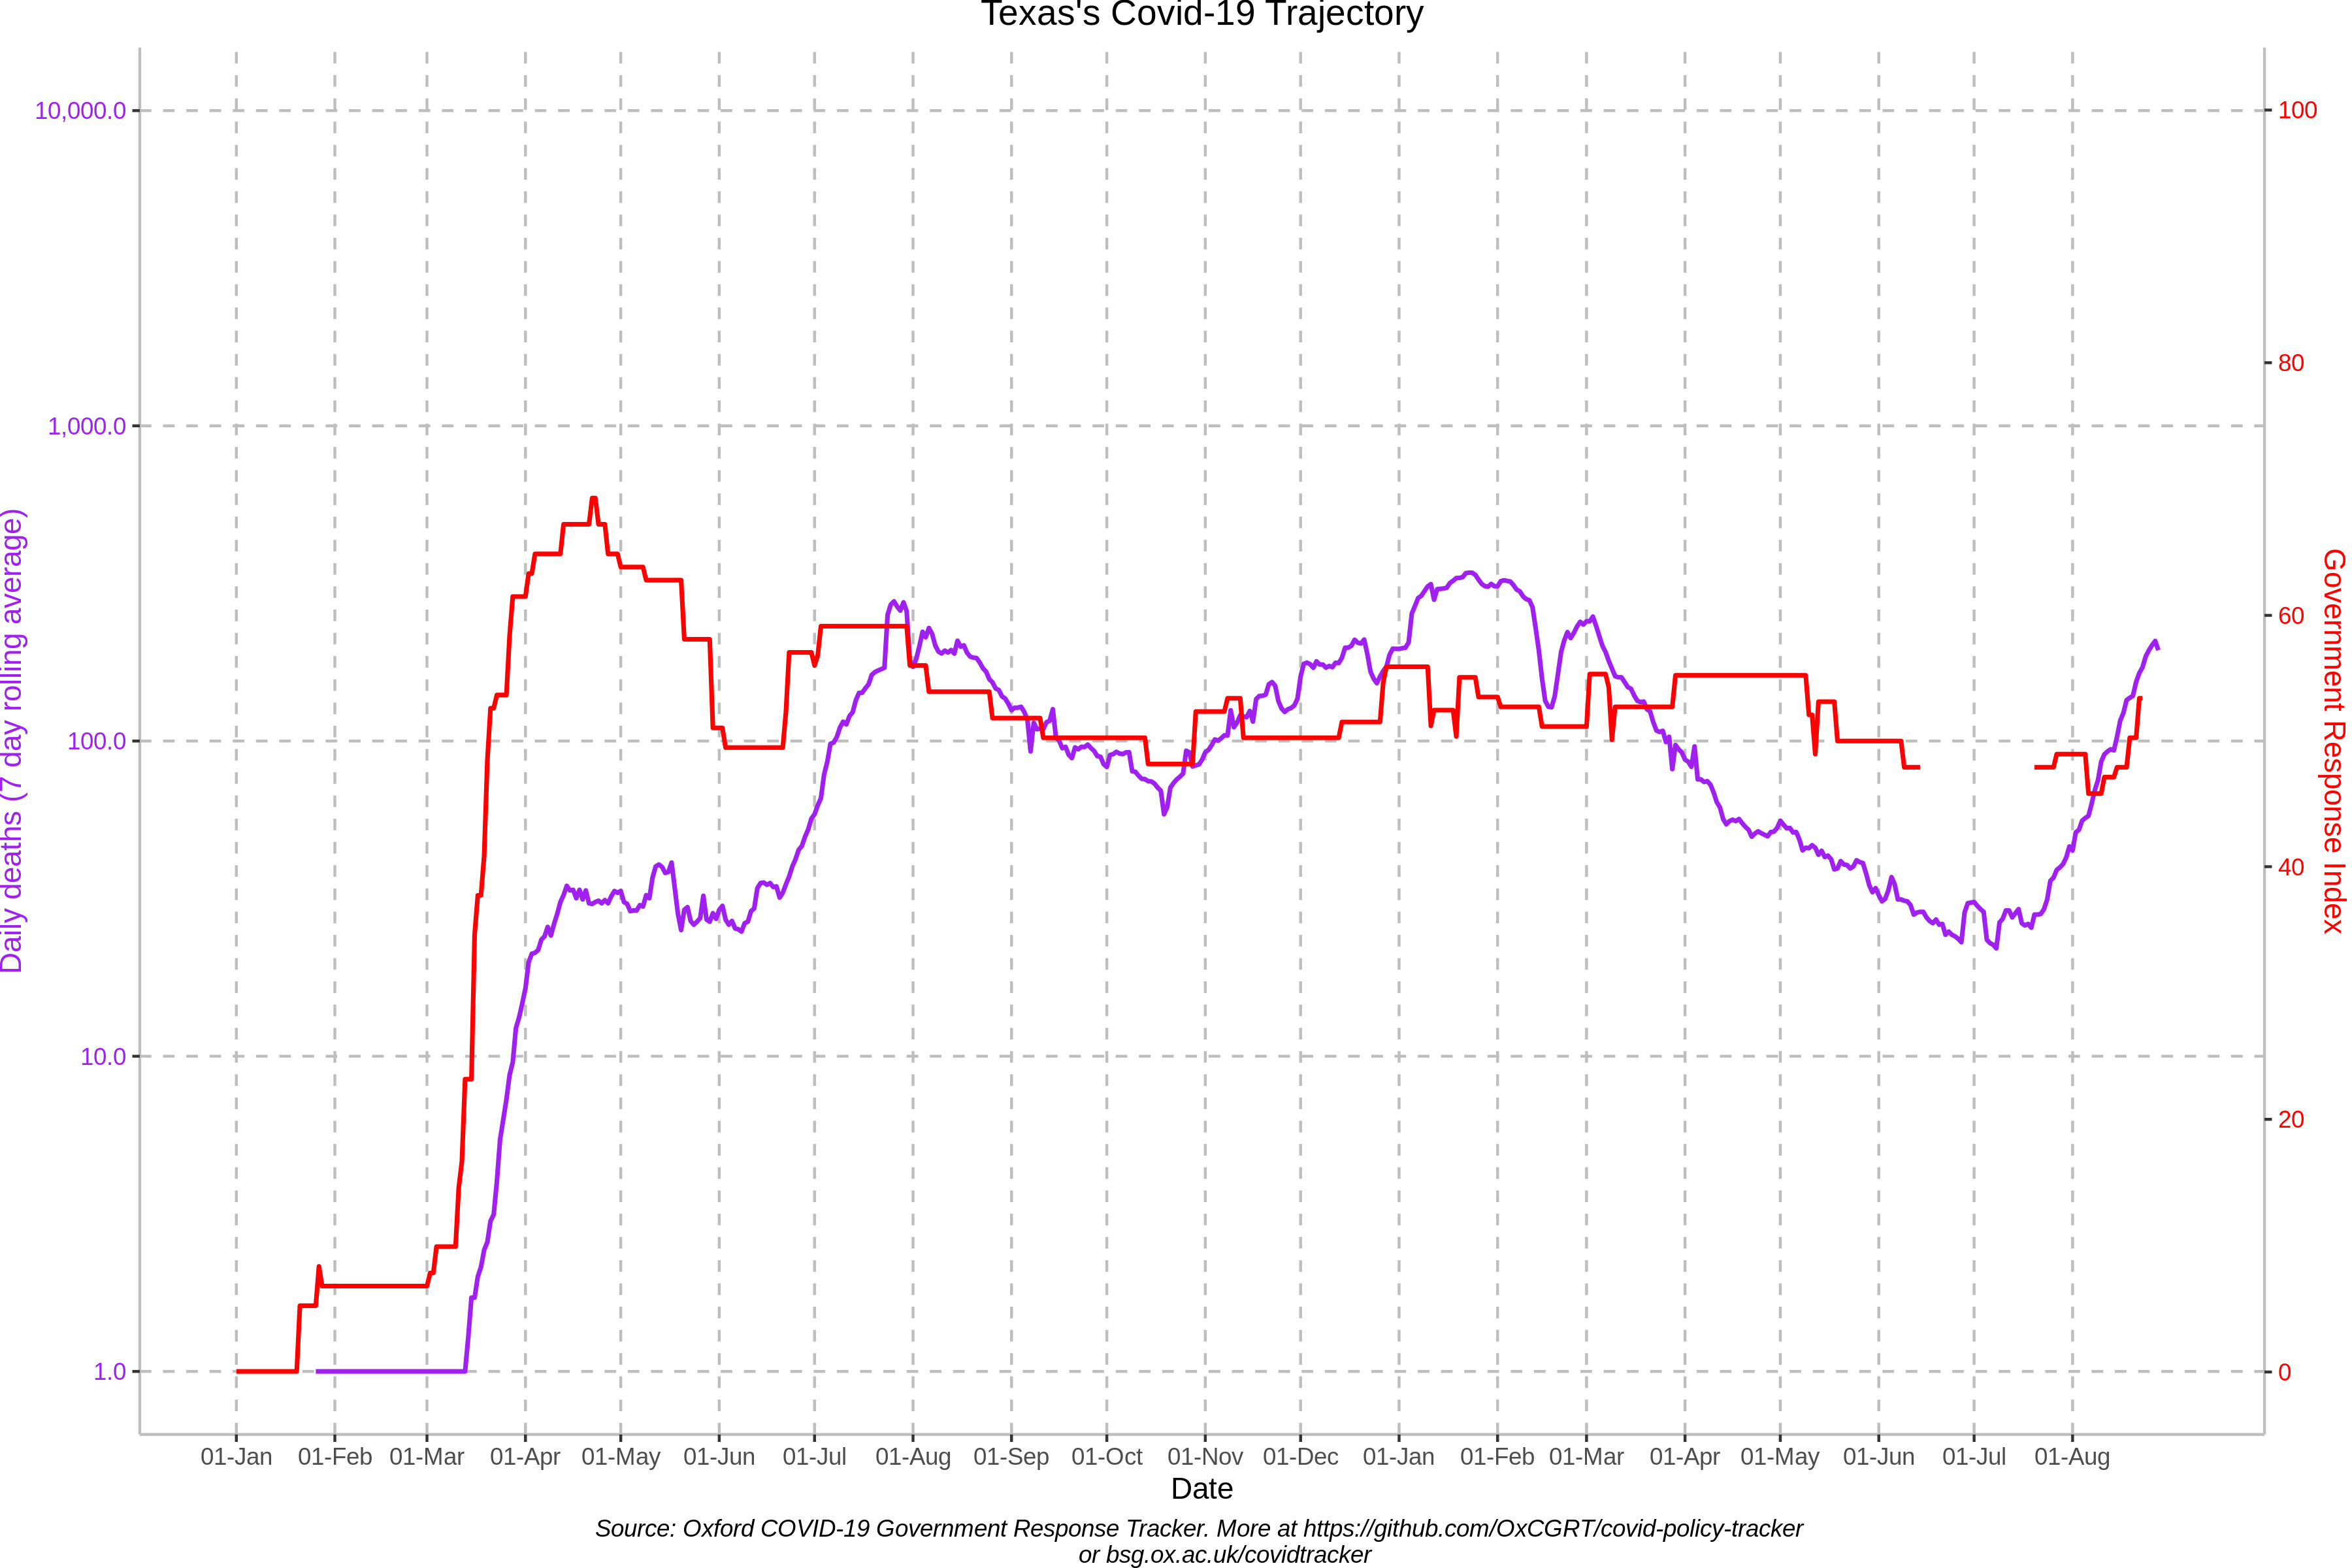 Texas's Covid-19 Trajectory
10,000.0
1,000.0
100.0
10.0
1.0
Daily deaths (7 day rolling average)
100
80
60
40
20
0
Government Response Index
01-Jan 01-Feb 01-Mar 01-Apr 01-May 01-Jun 01-Jul 01-Aug 01-Sep 01-Oct 01-Nov 01-Dec 01-Jan 01-Feb 01-Mar 01-Apr 01-May 01-Jun 01-Jul 01-Aug
Date
Source: Oxford COVID-19 Government Response Tracker. More at https://github.com/OxCGRT/covid-policy-tracker
or bsg.ox.ac.uk/covidtracker